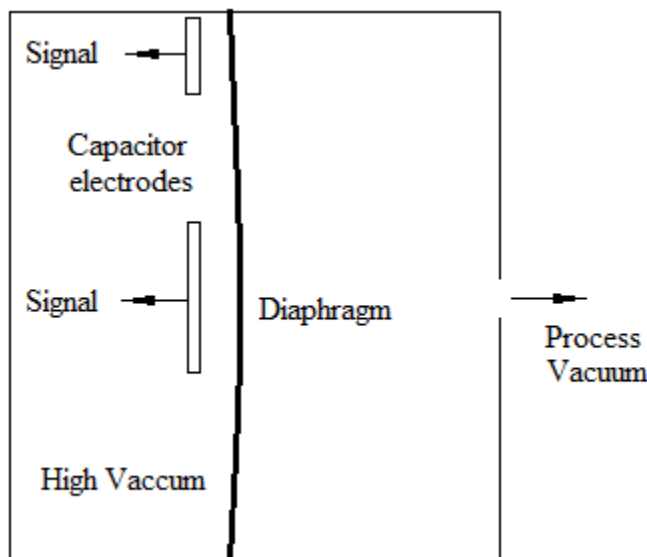 Signal
Capacitor
electrodes
Signal
Diaphragm
Process
Vacuum
High Vaccum